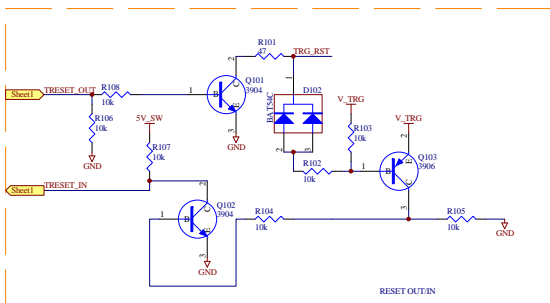 R101
47
TRG_RST
2
C
Q101
3904
D102
1
Sheet1
TRESET_OUT
R108
10k
1
B
E
3
GND
BAT54C
V_TRG
R106
10k
GND
5V_SW
R103
10k
V_TRG
2
R107
10k
2
3
R102
10k
1
B
E
C
Q103
3906
Sheet1
TRESET_IN
2
3
1
B
C
E
Q102
3904
R104
10k
R105
10k
GND
3
GND
RESET OUT/IN